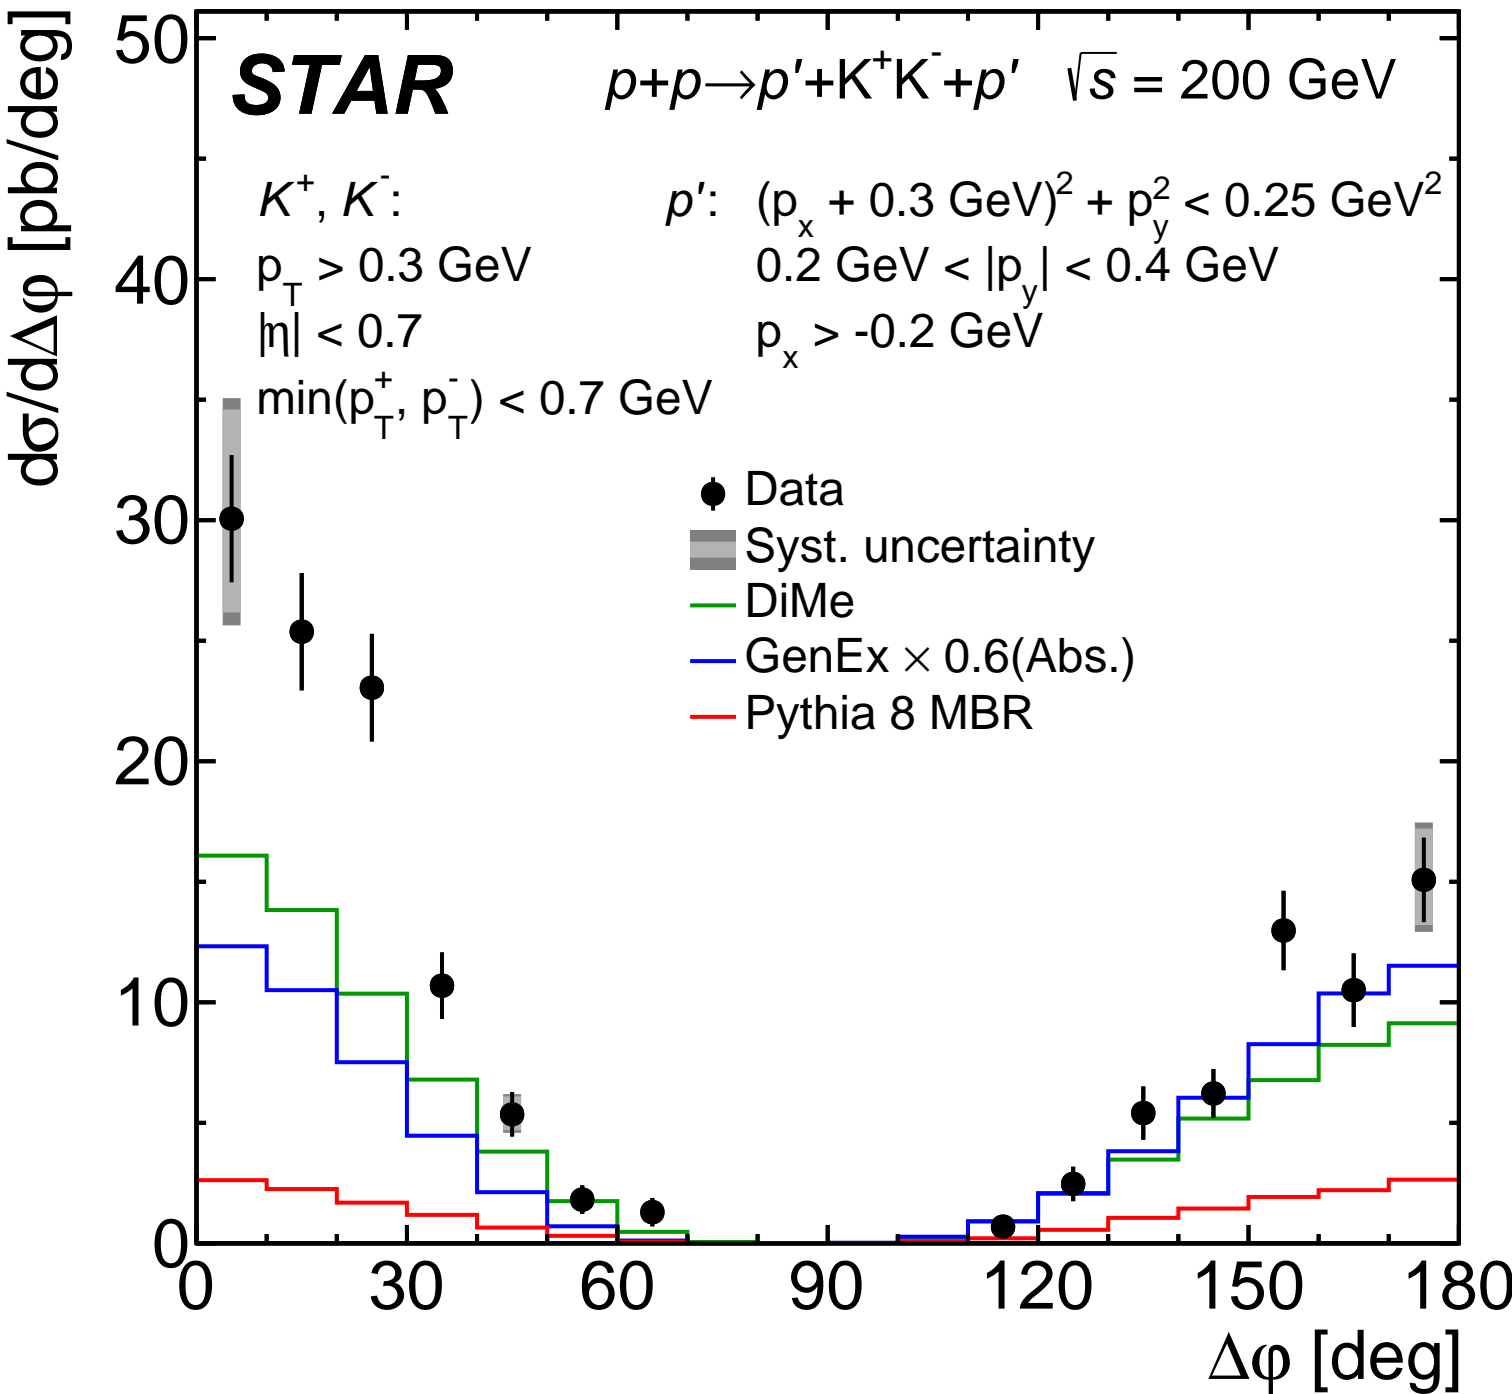 dσ/dΔφ [pb/deg]
50
40
30
20
10
0
STAR
p+p→p′+K⁺K⁻+p′ √s = 200 GeV
K⁺, K⁻:
p_T > 0.3 GeV
|η| < 0.7
min(p_T⁺, p_T⁻) < 0.7 GeV
p′: (p_x + 0.3 GeV)² + p_y² < 0.25 GeV²
0.2 GeV < |p_y| < 0.4 GeV
p_x > -0.2 GeV
Data
Syst. uncertainty
DiMe
GenEx × 0.6(Abs.)
Pythia 8 MBR
0 30 60 90 120 150 180
Δφ [deg]